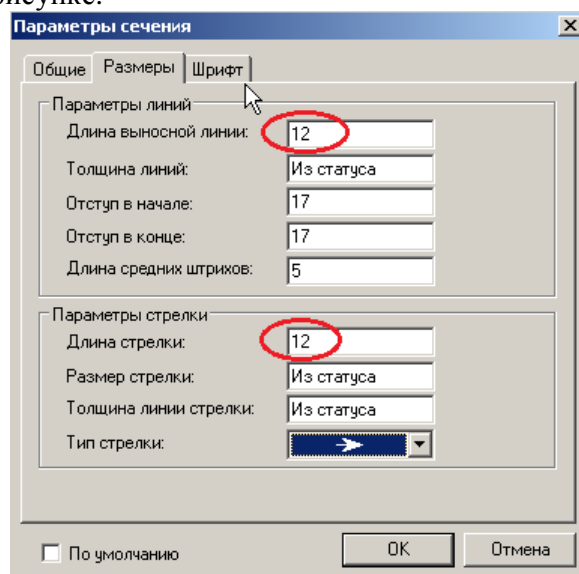 рисунке.
Параметры сечения
Общие Размеры Шрифт
Параметры линий
Длина выносной линии: 12
Толщина линий: Из статуса
Отступ в начале: 17
Отступ в конце: 17
Длина средних штрихов: 5
Параметры стрелки
Длина стрелки: 12
Размер стрелки: Из статуса
Толщина линии стрелки: Из статуса
Тип стрелки:
По умолчанию OK Отмена